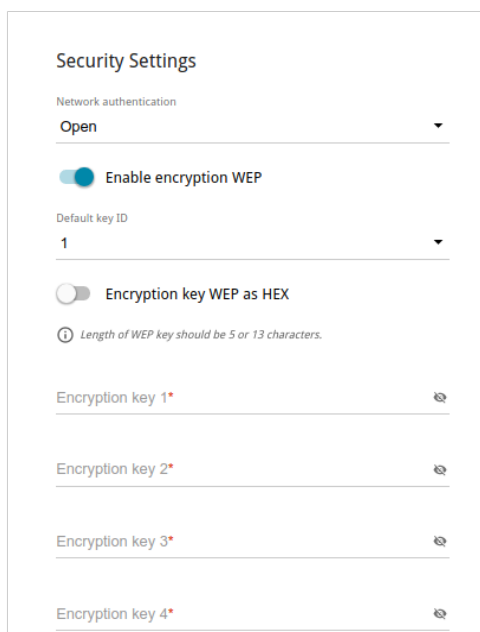 Security Settings
Network authentication
Open
Enable encryption WEP
Default key ID
1
Encryption key WEP as HEX
Length of WEP key should be 5 or 13 characters.
Encryption key 1*
Encryption key 2*
Encryption key 3*
Encryption key 4*